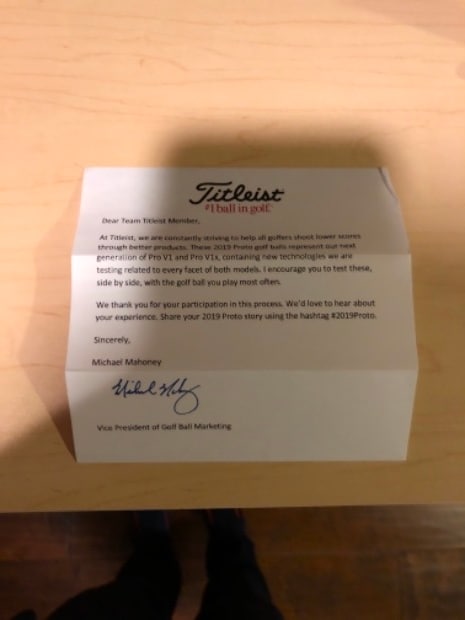 Titleist
#1 ball in golf.
Dear Team Titleist Member,
At Titleist, we are constantly striving to help all golfers shoot lower scores
through better products. These 2019 Proto golf balls represent our next
generation of Pro V1 and Pro V1x, containing new technologies we are
testing related to every facet of both models. I encourage you to test these,
side by side, with the golf ball you play most often.
We thank you for your participation in this process. We'd love to hear about
your experience. Share your 2019 Proto story using the hashtag #2019Proto.
Sincerely,
Michael Mahoney
Vice President of Golf Ball Marketing